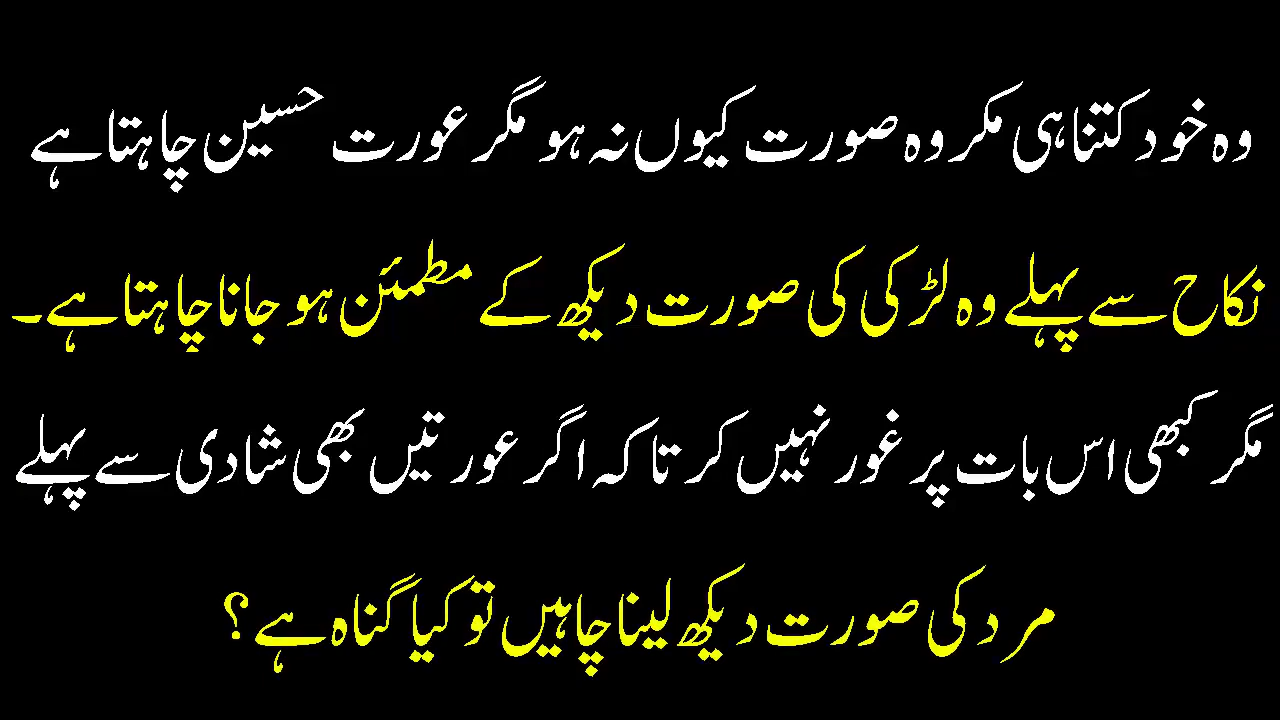 وہ خود کتنا ہی مکروہ صورت کیوں نہ ہو مگر عورت حسین چاہتا ہے
نکاح سے پہلے وہ لڑکی کی صورت دیکھ کے مطمئن ہو جانا چاہتا ہے۔
مگر کبھی اس بات پر غور نہیں کرتا کہ اگر عورتیں بھی شادی سے پہلے
مرد کی صورت دیکھ لینا چاہیں تو کیا گناہ ہے؟